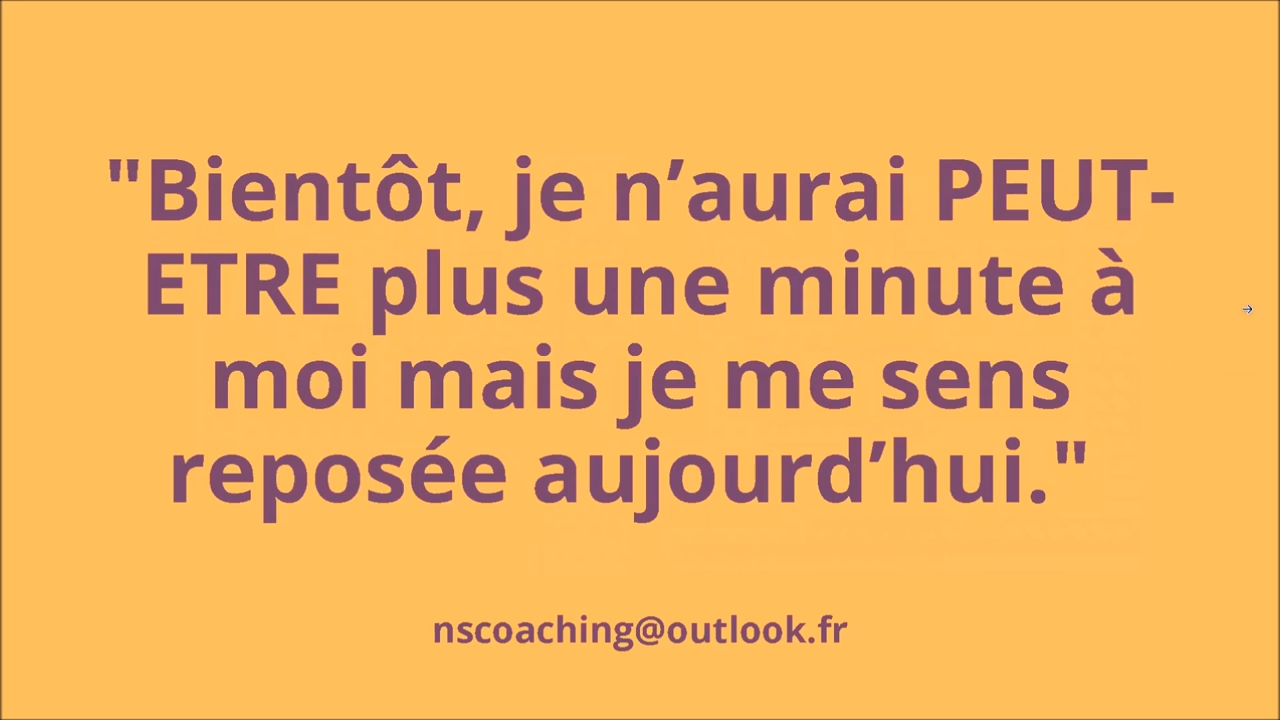 "Bientôt, je n’aurai PEUT-
ETRE plus une minute à
moi mais je me sens
reposée aujourd’hui."
nscoaching@outlook.fr